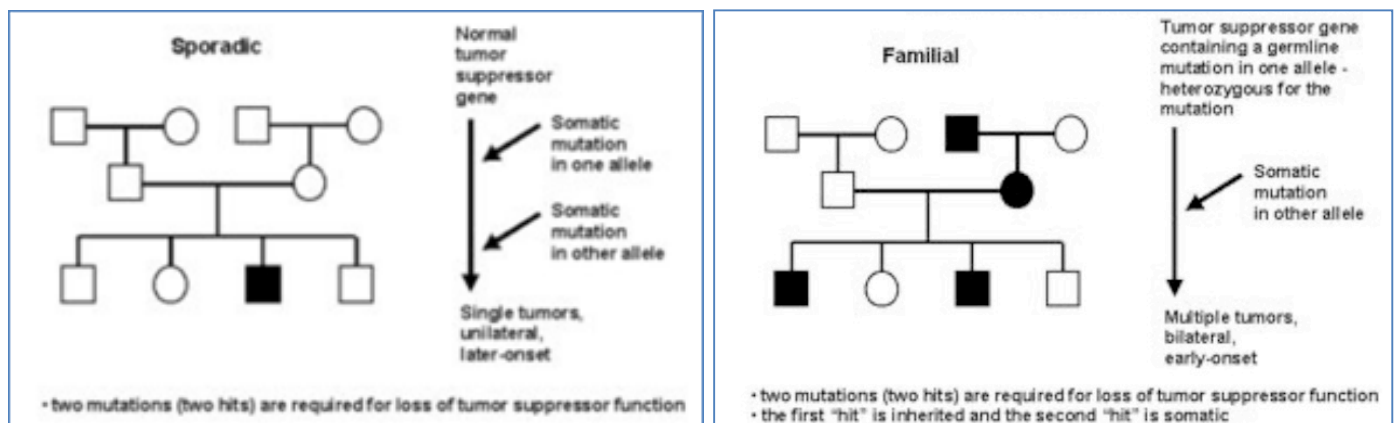 Sporadic
Normal
tumor
suppressor
gene
Somatic
mutation
in one allele
Somatic
mutation
in other allele
Single tumors,
unilateral,
later-onset
• two mutations (two hits) are required for loss of tumor suppressor function
Familial
Tumor suppressor gene
containing a germline
mutation in one allele -
heterozygous for the
mutation
Somatic
mutation
in other allele
Multiple tumors,
bilateral,
early-onset
• two mutations (two hits) are required for loss of tumor suppressor function
• the first "hit" is inherited and the second "hit" is somatic